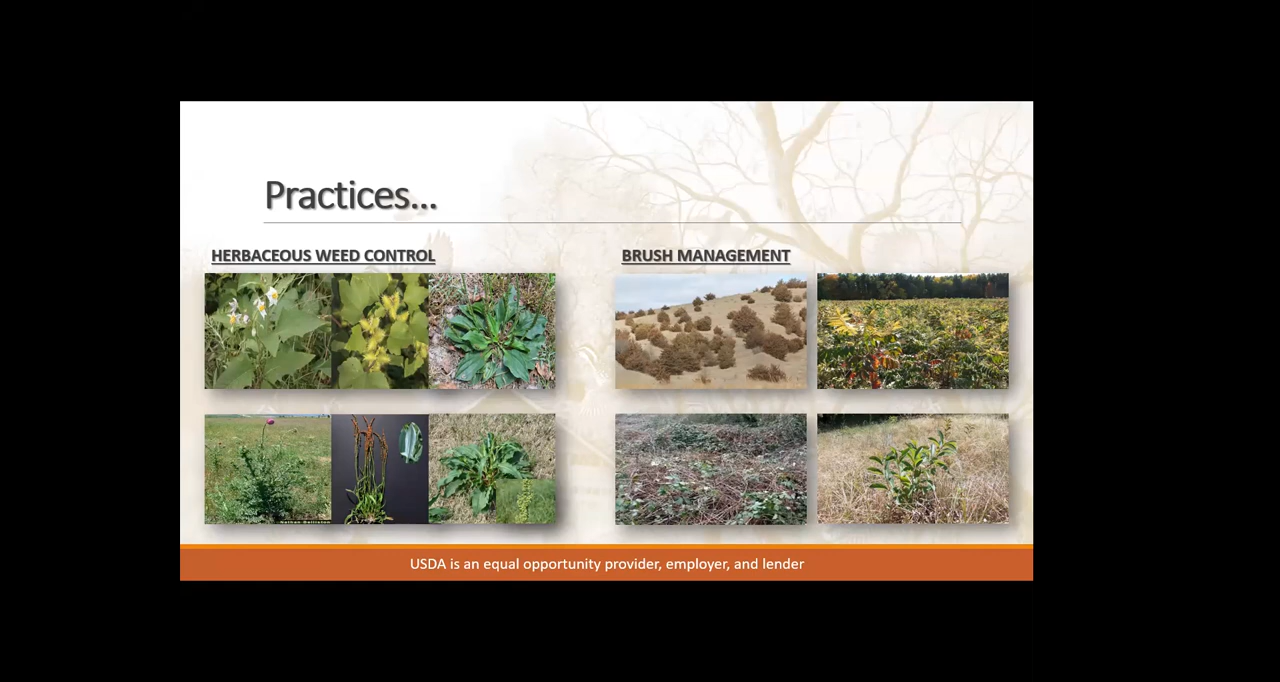 Practices...
HERBACEOUS WEED CONTROL
BRUSH MANAGEMENT
USDA is an equal opportunity provider, employer, and lender